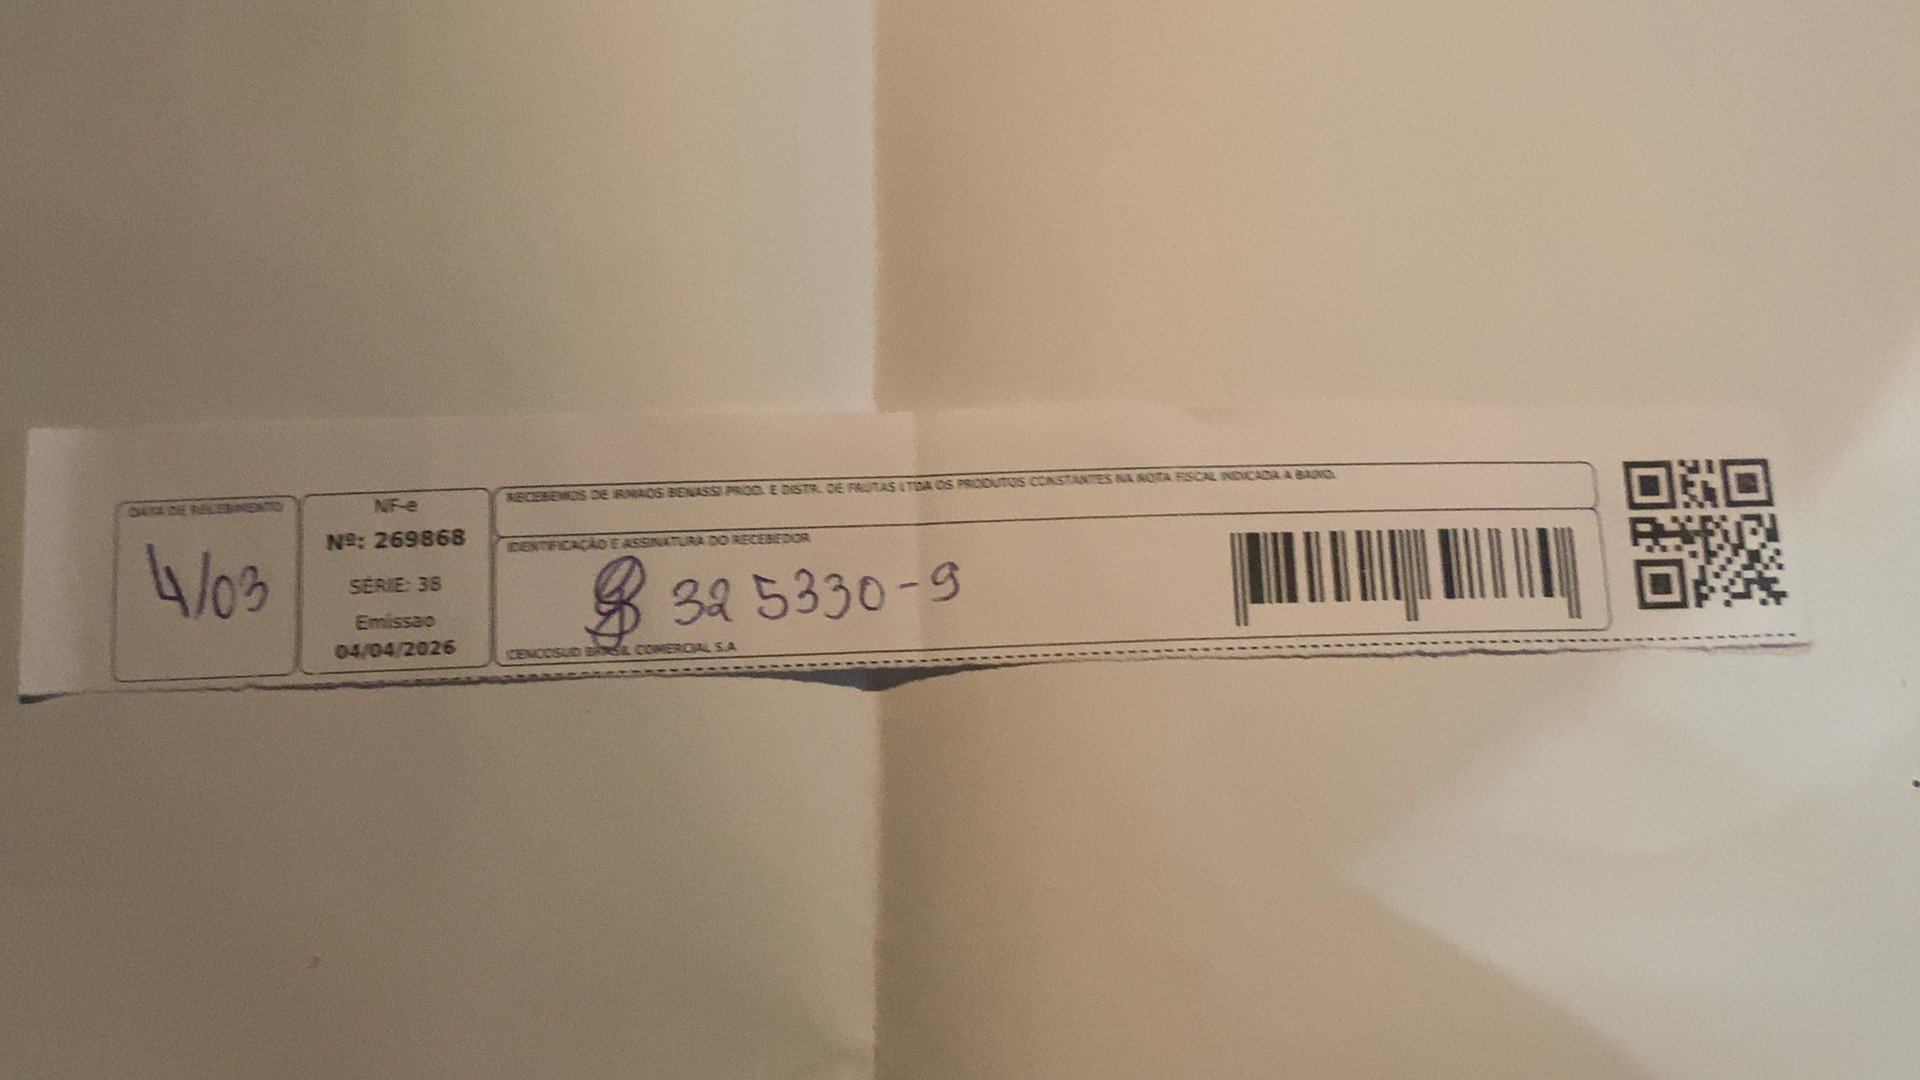 DATA DE RECEBIMENTO
4/03
NF-e
Nº: 269868
SÉRIE: 38
Emissao
04/04/2026
RECEBEMOS DE IRMAOS BENASSI PROD. E DISTR. DE FRUTAS LTDA OS PRODUTOS CONSTANTES NA NOTA FISCAL INDICADA A BAIXO.
IDENTIFICAÇÃO E ASSINATURA DO RECEBEDOR
325330-9
CENCOSUD BRASIL COMERCIAL S.A